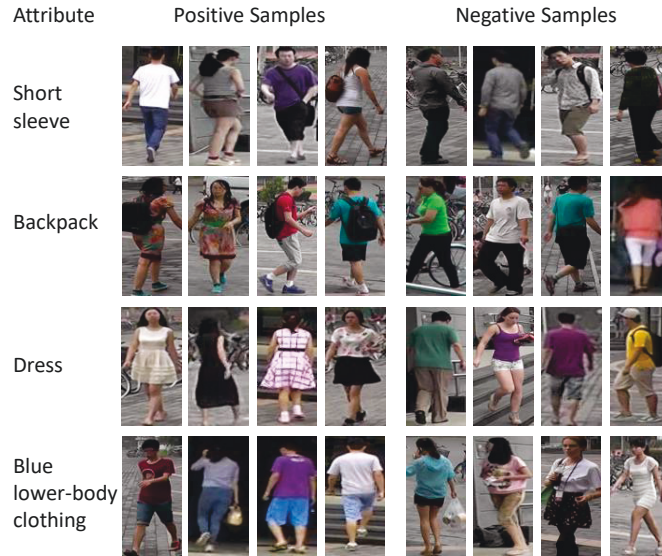 Attribute Positive Samples Negative Samples
Short
sleeve
Backpack
Dress
Blue
lower-body
clothing